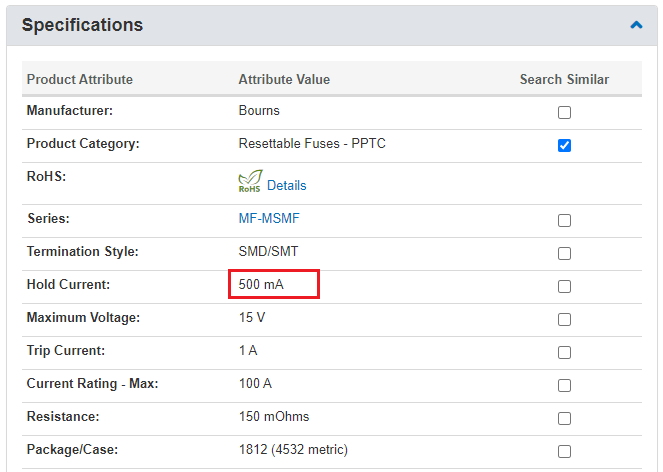 Specifications
Product Attribute Attribute Value Search Similar
Manufacturer: Bourns
Product Category: Resettable Fuses - PPTC
RoHS: RoHS Details
Series: MF-MSMF
Termination Style: SMD/SMT
Hold Current: 500 mA
Maximum Voltage: 15 V
Trip Current: 1 A
Current Rating - Max: 100 A
Resistance: 150 mOhms
Package/Case: 1812 (4532 metric)